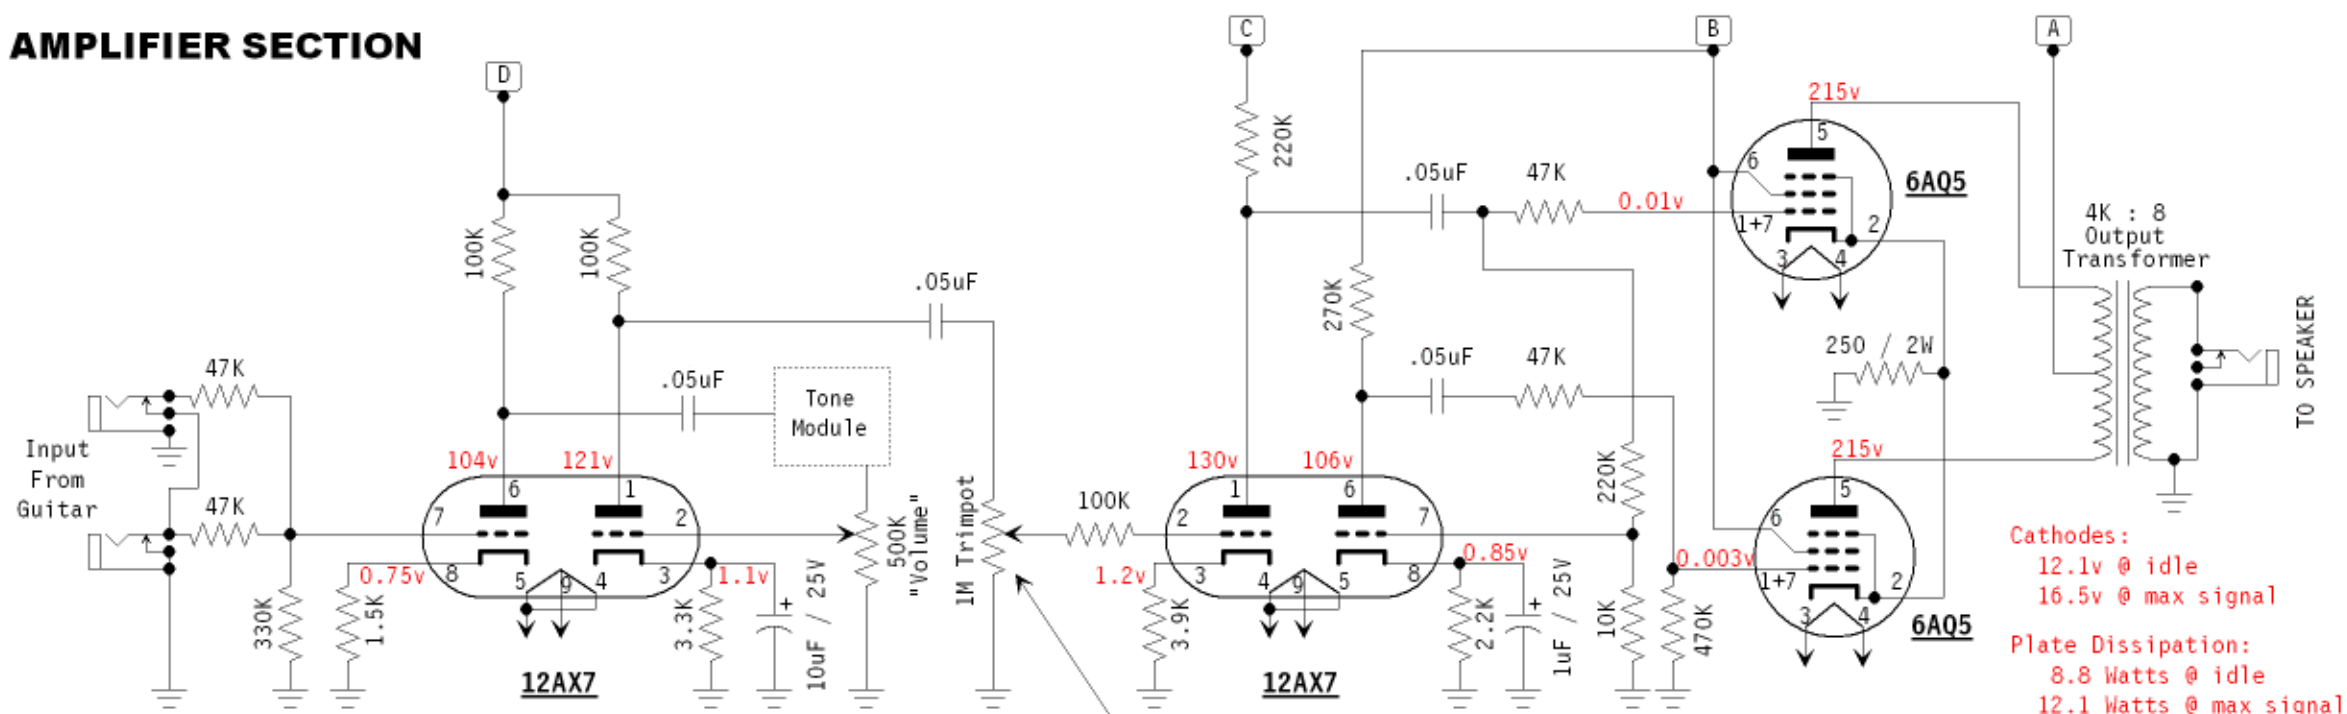 AMPLIFIER SECTION
D
C
B
A
100K
100K
220K
270K
.05uF
47K
0.01v
215v
5
6
1+7
2
3
4
6AQ5
4K : 8
Output
Transformer
TO SPEAKER
250 / 2W
.05uF
47K
.05uF
.05uF
Tone
Module
47K
Input
From
Guitar
47K
330K
0.75v
1.5K
104v
121v
6
1
7
2
8
5
9
4
3
12AX7
1.1v
3.3K
+
10uF / 25V
500K
"Volume"
1M Trimpot
100K
130v
106v
1
6
2
7
3
4
9
5
8
12AX7
1.2v
3.9K
0.85v
2.2K
+
1uF / 25V
220K
10K
470K
0.003v
215v
5
6
1+7
2
3
4
6AQ5
Cathodes:
12.1v @ idle
16.5v @ max signal
Plate Dissipation:
8.8 Watts @ idle
12.1 Watts @ max signal